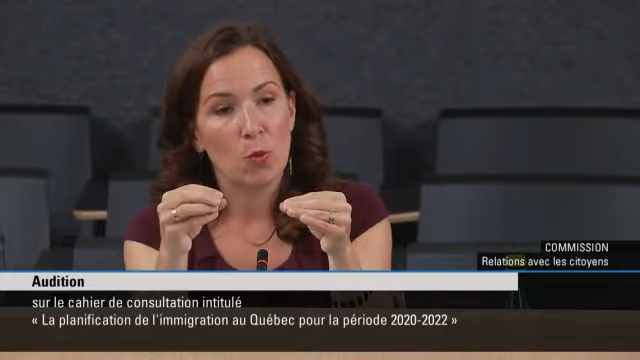 COMMISSION
Relations avec les citoyens
Audition
sur le cahier de consultation intitulé
« La planification de l'immigration au Québec pour la période 2020-2022 »